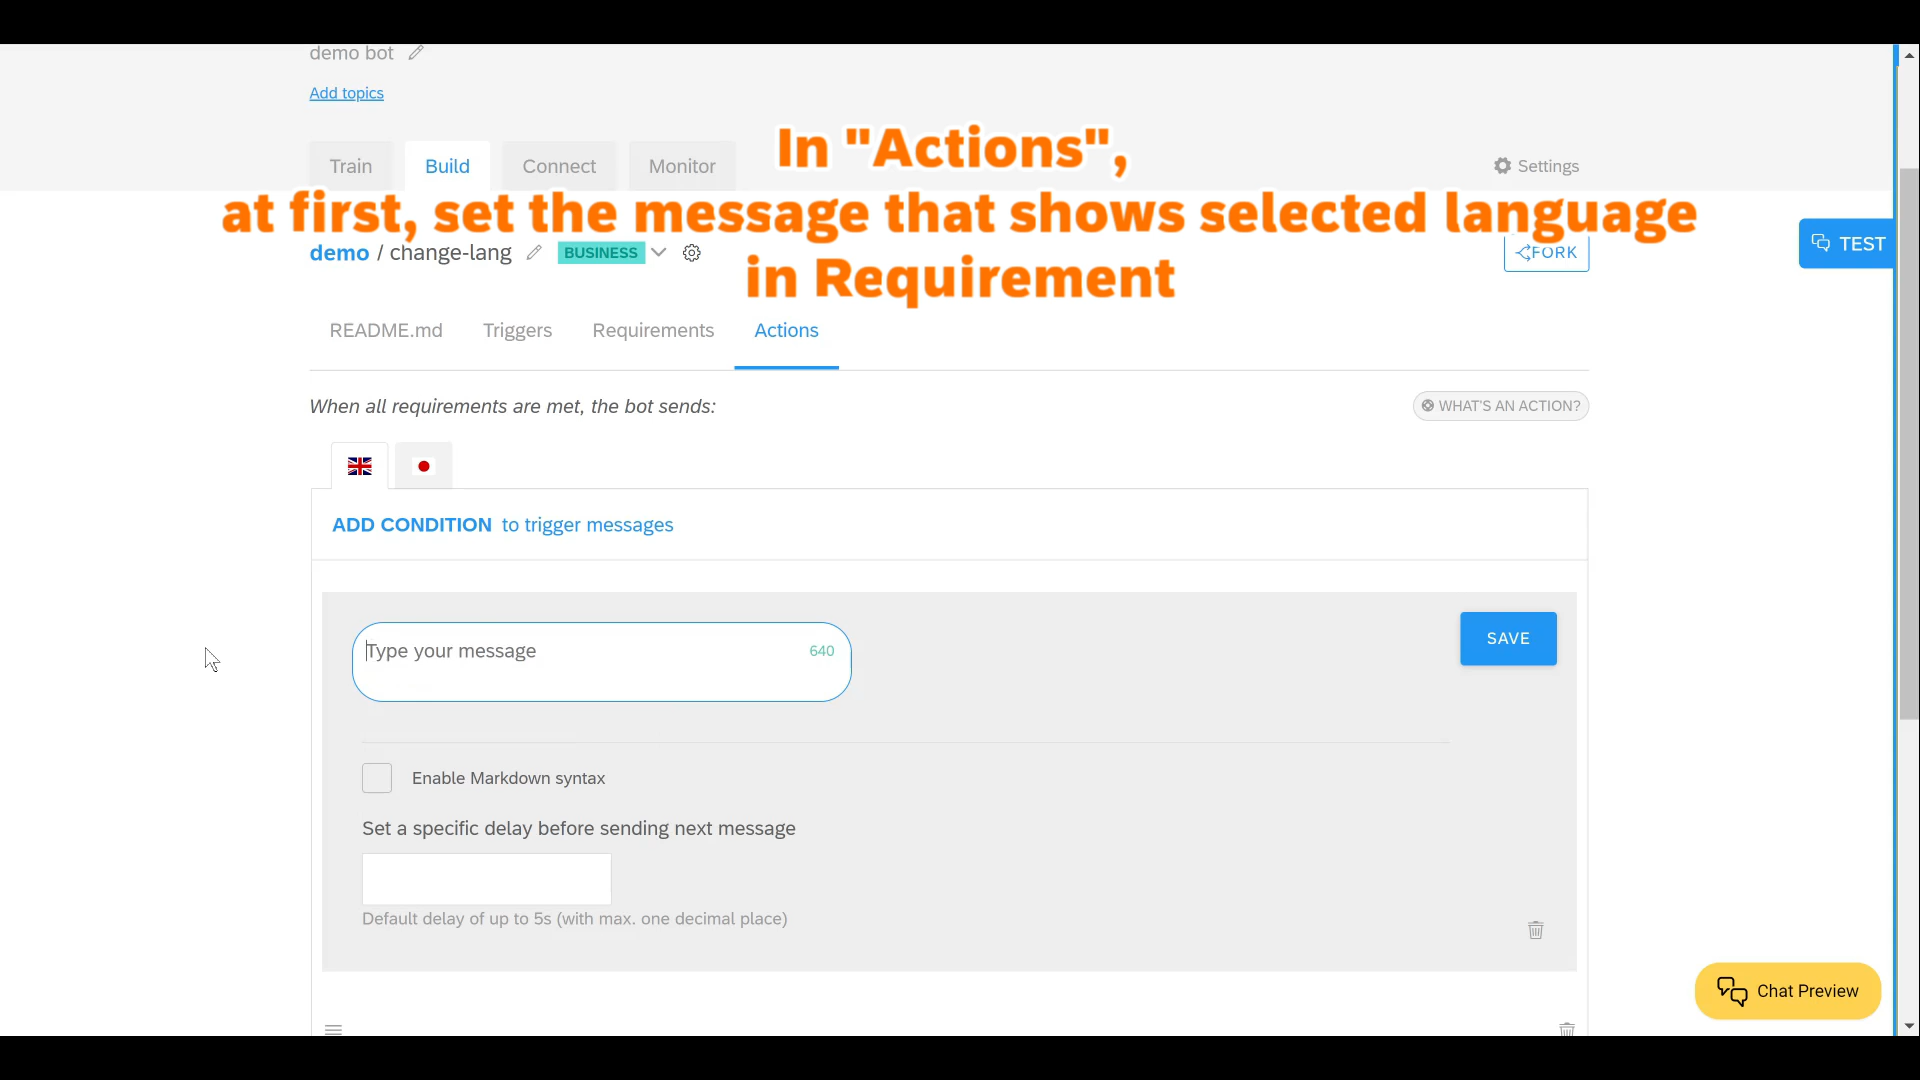 demo bot
Add topics
In "Actions",
Train Build Connect Monitor Settings
at first, set the message that shows selected language
demo / change-lang BUSINESS FORK TEST
in Requirement
README.md Triggers Requirements Actions
When all requirements are met, the bot sends: WHAT'S AN ACTION?
ADD CONDITION to trigger messages
Type your message 640 SAVE
Enable Markdown syntax
Set a specific delay before sending next message
Default delay of up to 5s (with max. one decimal place)
Chat Preview